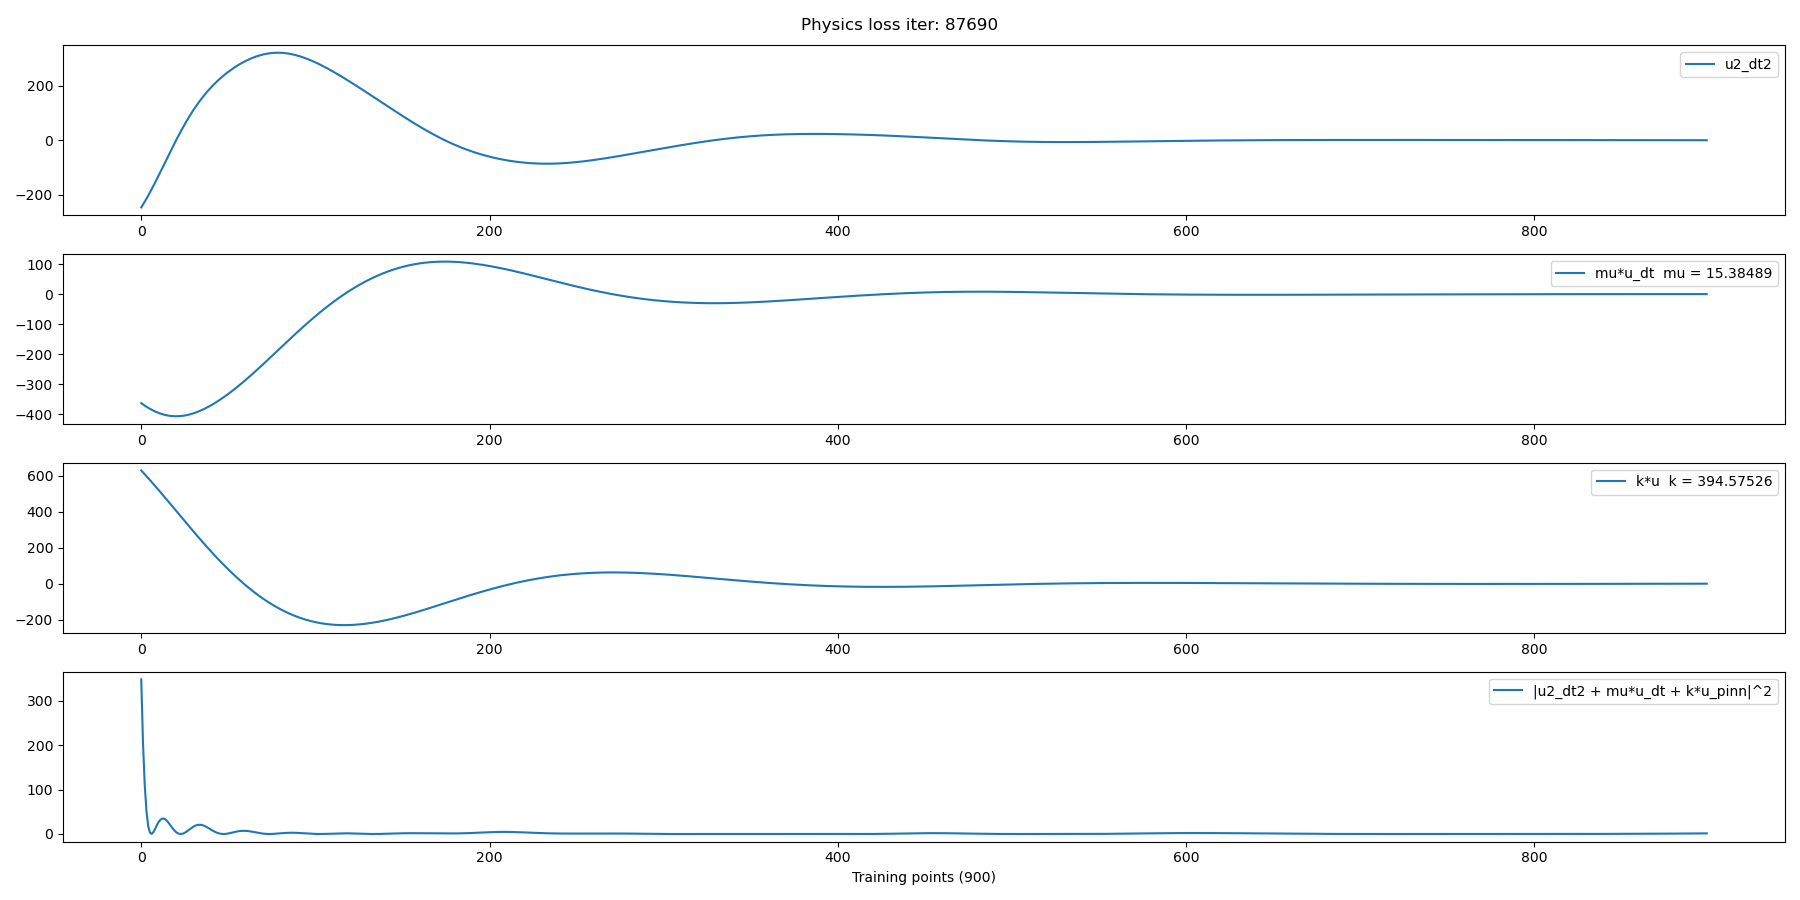 Physics loss iter: 87690
u2_dt2
200
0
−200
0 200 400 600 800
mu*u_dt  mu = 15.38489
100
0
−100
−200
−300
−400
0 200 400 600 800
k*u  k = 394.57526
600
400
200
0
−200
0 200 400 600 800
|u2_dt2 + mu*u_dt + k*u_pinn|^2
300
200
100
0
0 200 400 600 800
Training points (900)